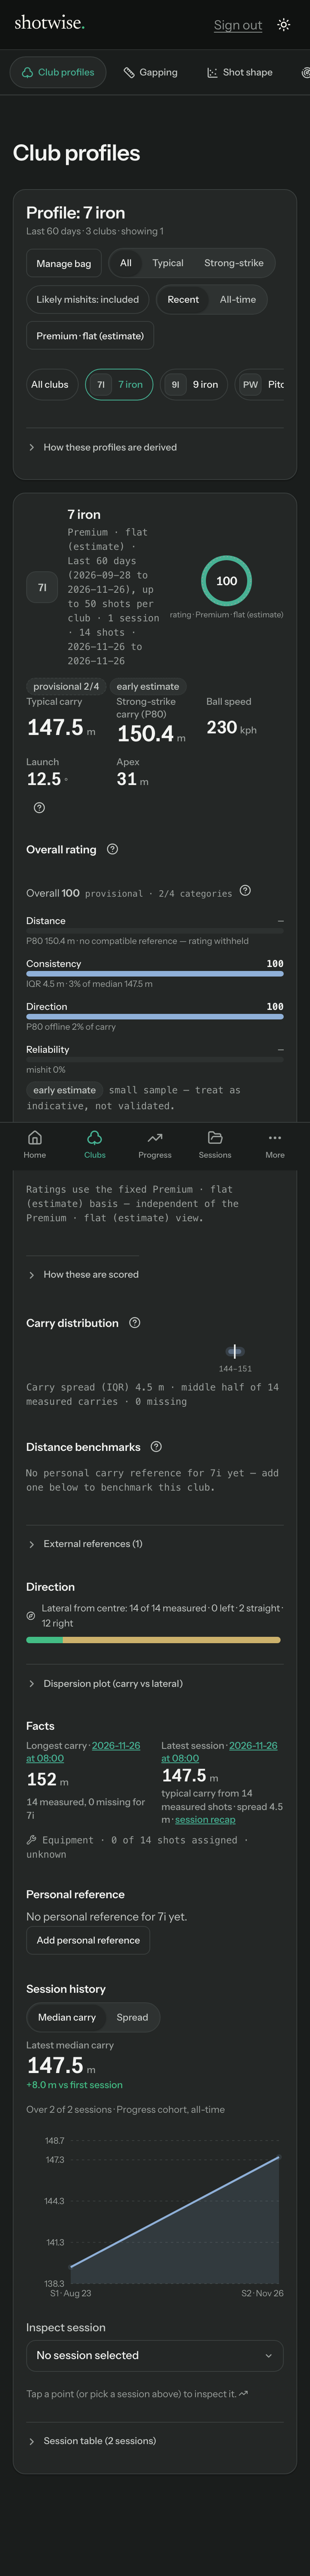 shotwise.
Sign out
Club profiles
Gapping
Shot shape
Club profiles
Profile: 7 iron
Last 60 days · 3 clubs · showing 1
Manage bag
All
Typical
Strong-strike
Likely mishits: included
Recent
All-time
Premium · flat (estimate)
All clubs
7I
7 iron
9I
9 iron
PW
Pitc
How these profiles are derived
7I
7 iron
Premium · flat
(estimate) ·
Last 60 days
(2026-09-28 to
2026-11-26), up
to 50 shots per
club · 1 session
· 14 shots ·
2026-11-26 to
2026-11-26
100
rating · Premium · flat (estimate)
provisional 2/4
early estimate
Typical carry
147.5 m
Strong-strike
carry (P80)
150.4 m
Ball speed
230 kph
Launch
12.5 °
Apex
31 m
Overall rating
Overall 100 provisional · 2/4 categories
Distance —
P80 150.4 m · no compatible reference — rating withheld
Consistency 100
IQR 4.5 m · 3% of median 147.5 m
Direction 100
P80 offline 2% of carry
Reliability —
mishit 0%
early estimate small sample — treat as
indicative, not validated.
Home
Clubs
Progress
Sessions
More
Ratings use the fixed Premium · flat
(estimate) basis — independent of the
Premium · flat (estimate) view.
How these are scored
Carry distribution
144–151
Carry spread (IQR) 4.5 m · middle half of 14
measured carries · 0 missing
Distance benchmarks
No personal carry reference for 7i yet — add
one below to benchmark this club.
External references (1)
Direction
Lateral from centre: 14 of 14 measured · 0 left · 2 straight ·
12 right
Dispersion plot (carry vs lateral)
Facts
Longest carry · 2026-11-26
at 08:00
152 m
14 measured, 0 missing for
7i
Latest session · 2026-11-26
at 08:00
147.5 m
typical carry from 14
measured shots · spread 4.5
m · session recap
Equipment · 0 of 14 shots assigned ·
unknown
Personal reference
No personal reference for 7i yet.
Add personal reference
Session history
Median carry
Spread
Latest median carry
147.5 m
+8.0 m vs first session
Over 2 of 2 sessions · Progress cohort, all-time
148.7
147.3
144.3
141.3
138.3
S1 · Aug 23
S2 · Nov 26
Inspect session
No session selected
Tap a point (or pick a session above) to inspect it.
Session table (2 sessions)